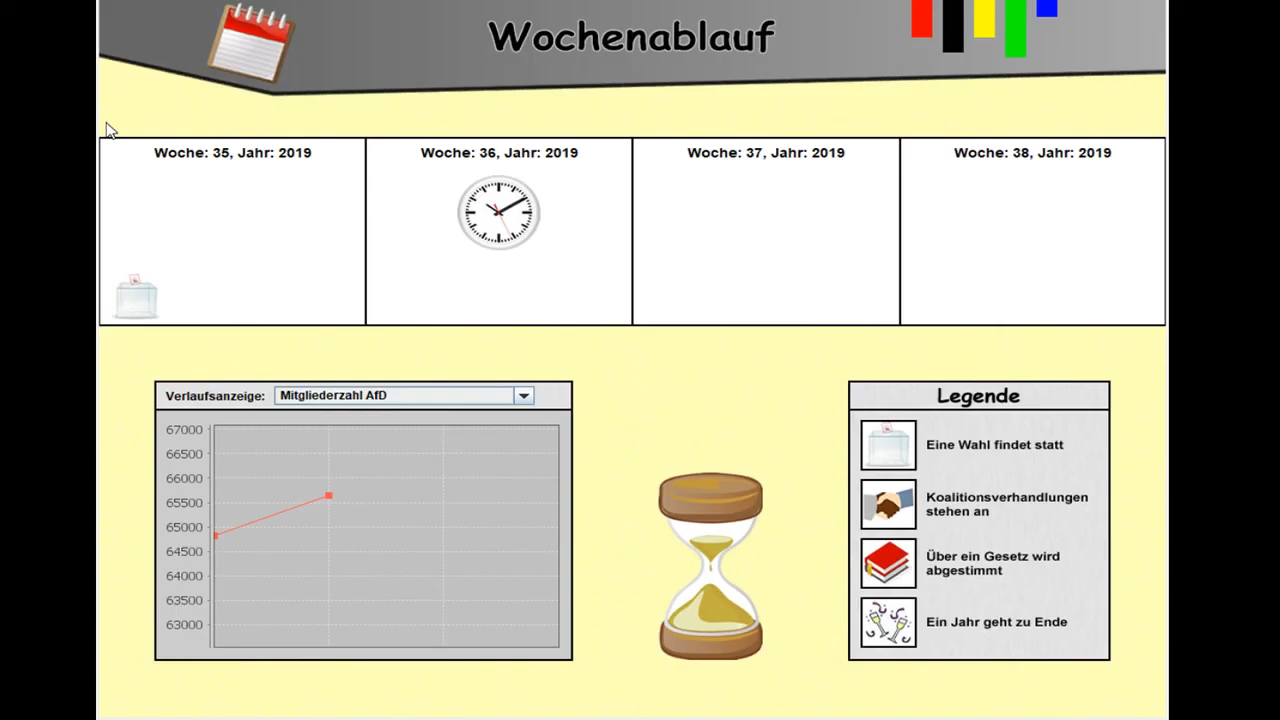 Wochenablauf
Woche: 35, Jahr: 2019
Woche: 36, Jahr: 2019
Woche: 37, Jahr: 2019
Woche: 38, Jahr: 2019
Verlaufsanzeige:
Mitgliederzahl AfD
67000
66500
66000
65500
65000
64500
64000
63500
63000
Legende
Eine Wahl findet statt
Koalitionsverhandlungen
stehen an
Über ein Gesetz wird
abgestimmt
Ein Jahr geht zu Ende